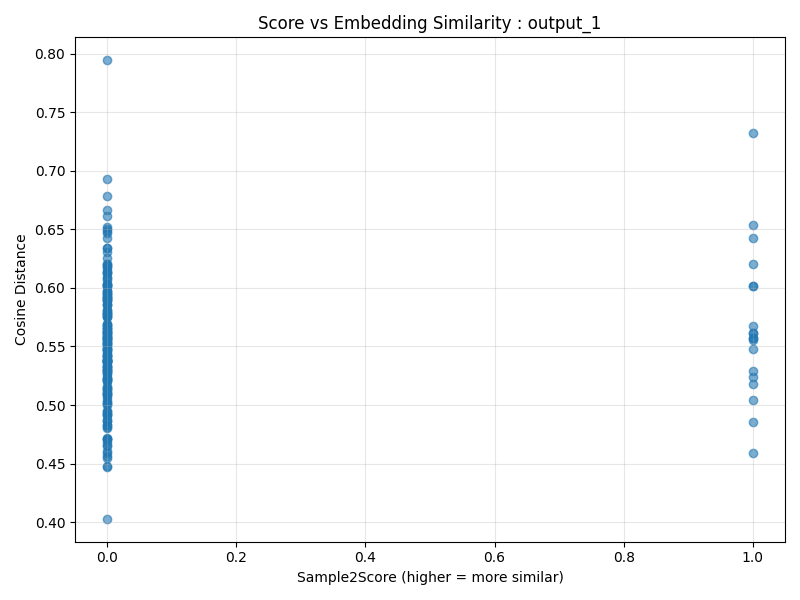 Score vs Embedding Similarity : output_1
0.80
0.75
0.70
0.65
0.60
0.55
0.50
0.45
0.40
Cosine Distance
0.0 0.2 0.4 0.6 0.8 1.0
Sample2Score (higher = more similar)